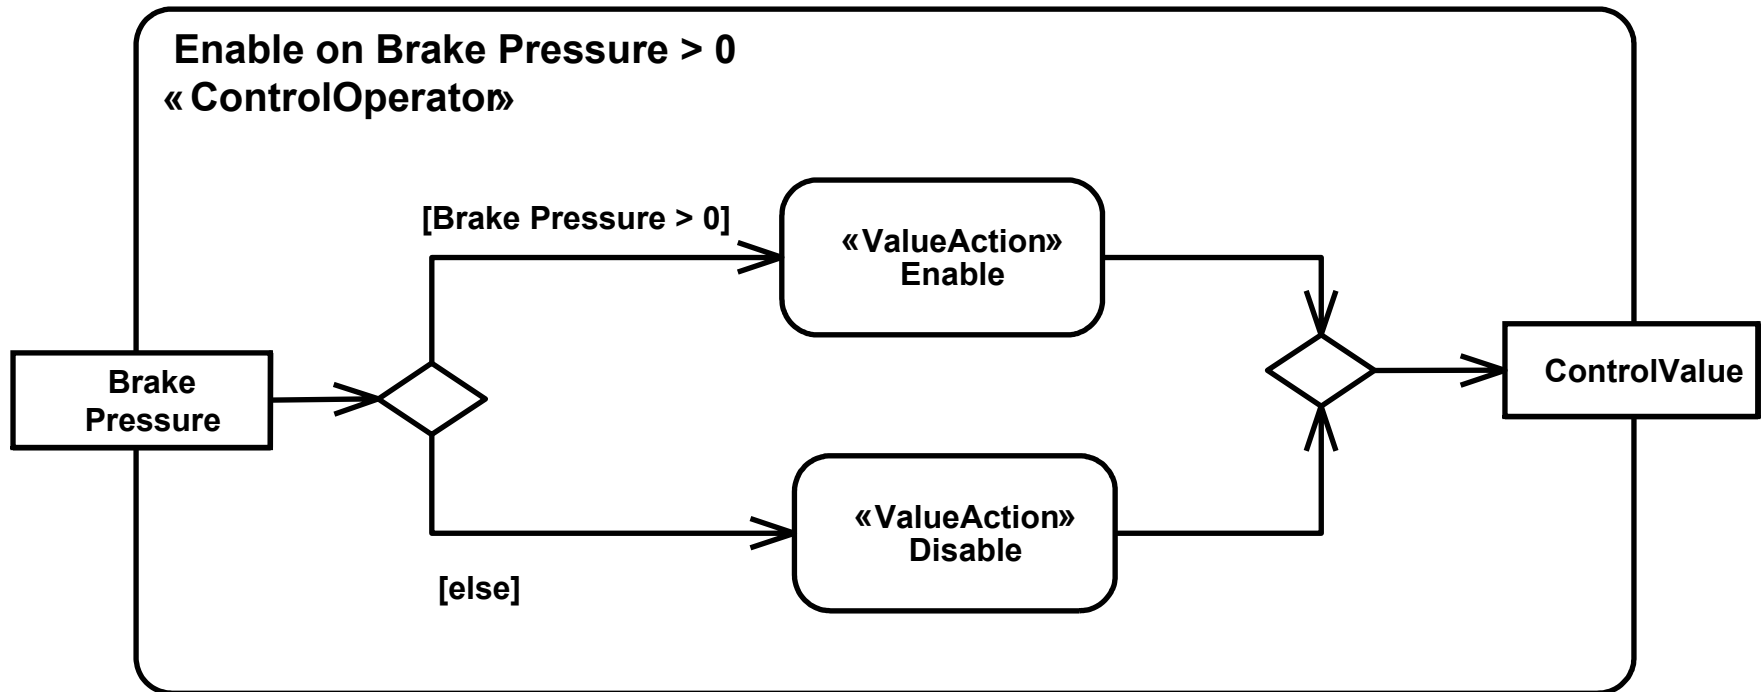 Enable on Brake Pressure > 0
«ControlOperator»
[Brake Pressure > 0]
«ValueAction»
Enable
Brake
Pressure
ControlValue
«ValueAction»
Disable
[else]